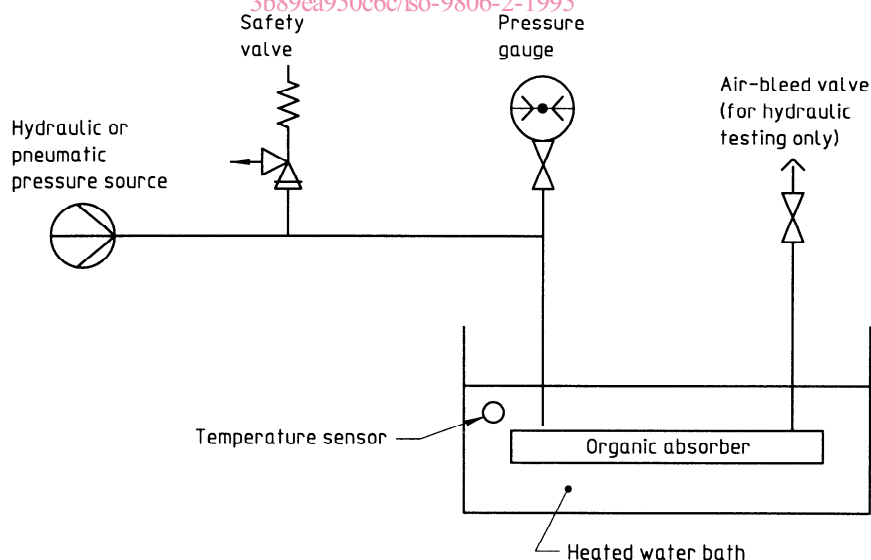 3b89ea950c6c/iso-9806-2-1995
Safety
valve
Pressure
gauge
Air-bleed valve
(for hydraulic
testing only)
Hydraulic or
pneumatic
pressure source
Temperature sensor
Organic absorber
Heated water bath